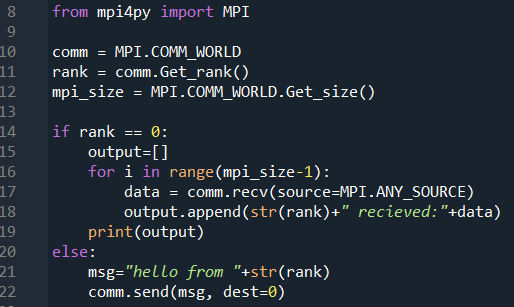 8 from mpi4py import MPI
9
10 comm = MPI.COMM_WORLD
11 rank = comm.Get_rank()
12 mpi_size = MPI.COMM_WORLD.Get_size()
13
14 if rank == 0:
15     output=[]
16     for i in range(mpi_size-1):
17         data = comm.recv(source=MPI.ANY_SOURCE)
18         output.append(str(rank)+" recieved:"+data)
19     print(output)
20 else:
21     msg="hello from "+str(rank)
22     comm.send(msg, dest=0)